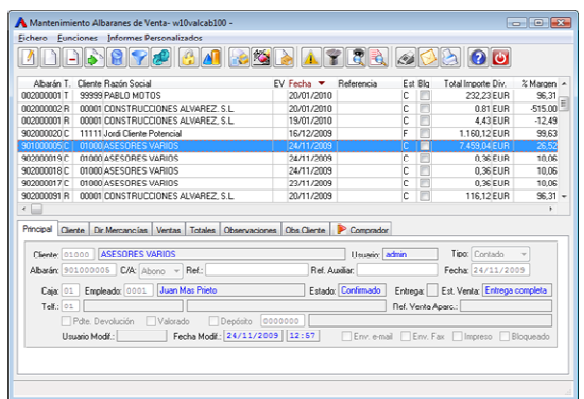 Mantenimiento Albaranes de Venta- w10valcab100 -
Fichero Funciones Informes Personalizados
Albarán T. Cliente Razón Social EV Fecha Referencia Est Blq Total Importe Div. % Margen
002000001 T 99999 PABLO MOTOS 20/01/2010 C 232,23 EUR 96,31
002000002 R 00001 CONSTRUCCIONES ALVAREZ, S.L. 20/01/2010 C 0,81 EUR -515,00
002000001 R 00001 CONSTRUCCIONES ALVAREZ, S.L. 19/01/2010 C 4,43 EUR -12,49
902000020 C 11111 Jordi Cliente Potencial 16/12/2009 F 1.160,12 EUR 99,63
901000005 C 01000 ASESORES VARIOS 24/11/2009 C 7.459,04 EUR 26,52
902000019 C 01000 ASESORES VARIOS 24/11/2009 C 0,36 EUR 10,06
902000018 C 01000 ASESORES VARIOS 24/11/2009 C 0,36 EUR 10,06
902000017 C 01000 ASESORES VARIOS 23/11/2009 C 0,36 EUR 10,06
902000091 R 00001 CONSTRUCCIONES ALVAREZ, S.L. 20/11/2009 C 116,12 EUR 96,31
Principal Cliente Dir Mercancías Ventas Totales Observaciones Obs.Cliente Comprador
Cliente: 01000 ASESORES VARIOS Usuario: admin Tipo: Contado
Albarán: 901000005 C/A: Abono Ref.: Ref. Auxiliar: Fecha: 24/11/2009
Caja: 01 Empleado: 0001 Juan Mas Prieto Estado: Confirmado Entrega: Est. Venta: Entrega completa
Telf.: 01 Ref. Venta Aparc.:
Pdte. Devolución Valorado Depósito 0000000
Usuario Modif.: Fecha Modif.: 24/11/2009 12:57 Env. e-mail Env. Fax Impreso Bloqueado